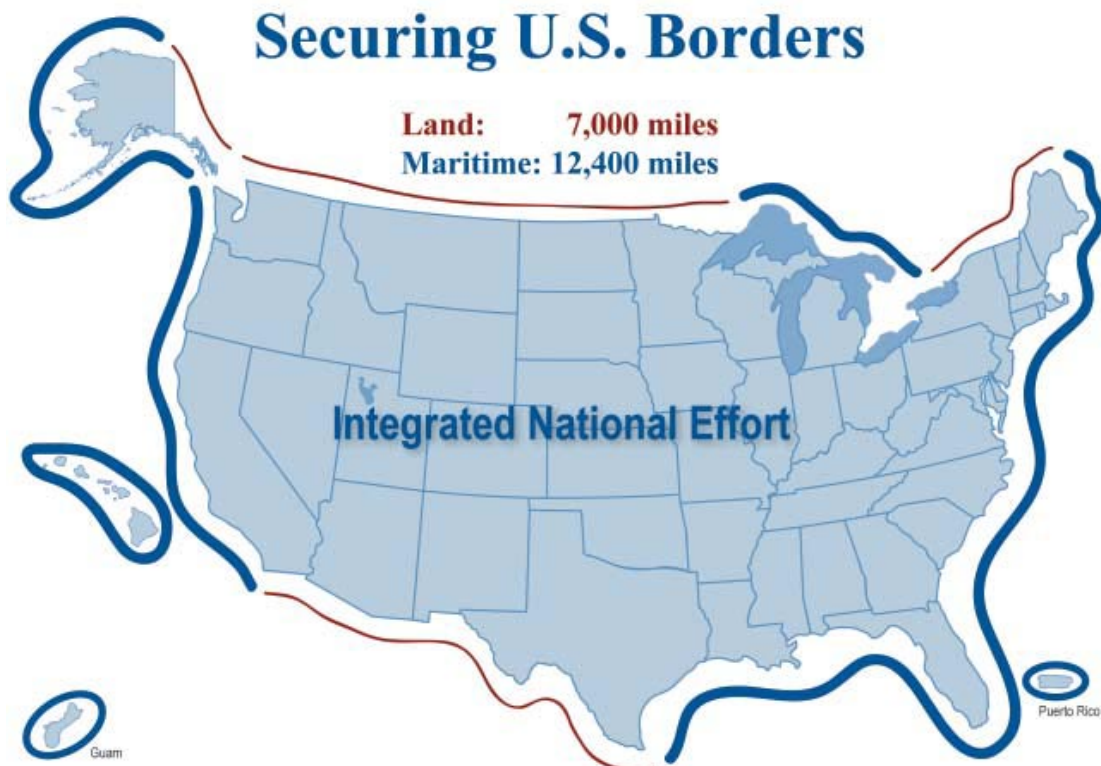 Securing U.S. Borders
Land: 7,000 miles
Maritime: 12,400 miles
Integrated National Effort
Puerto Rico
Guam